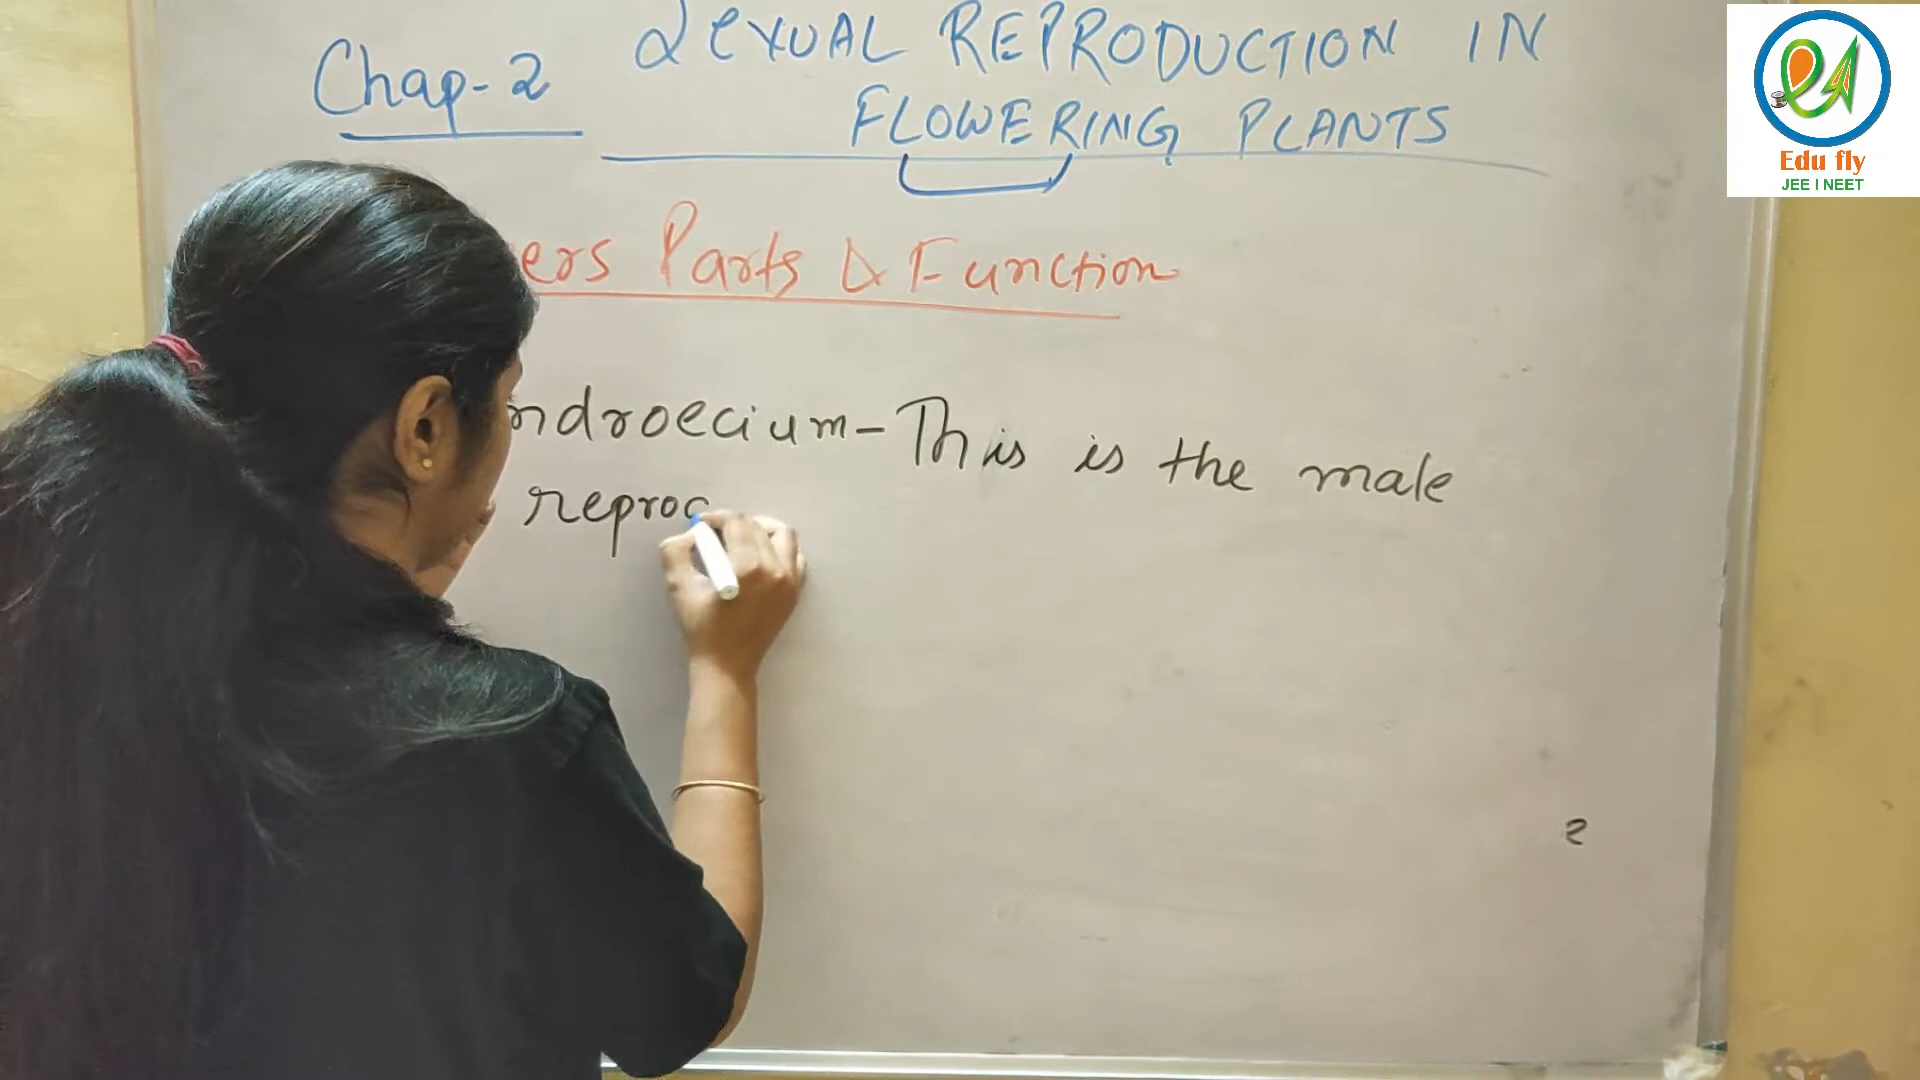 Chap-2
SEXUAL REPRODUCTION IN
FLOWERING PLANTS
ers Parts & Function
ndroecium - This is the male
reproc
2
Edu fly
JEE I NEET